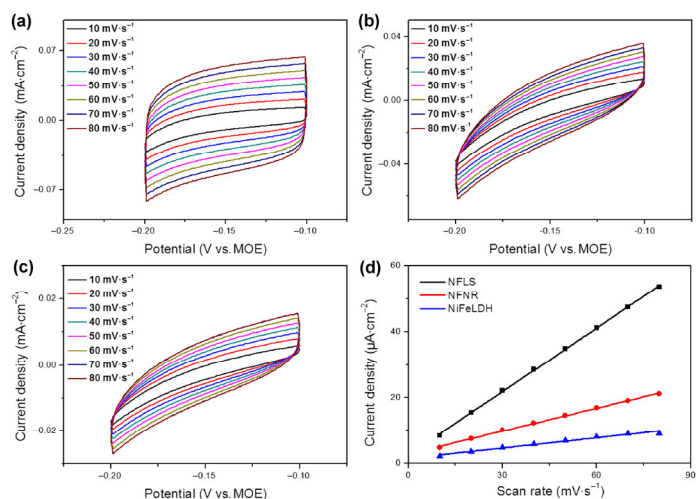 (a)
10 mV·s⁻¹
20 mV·s⁻¹
30 mV·s⁻¹
40 mV·s⁻¹
50 mV·s⁻¹
60 mV·s⁻¹
70 mV·s⁻¹
80 mV·s⁻¹
Current density (mA·cm⁻²)
0.07
0.00
−0.07
−0.25
−0.20
−0.15
−0.10
Potential (V vs. MOE)
(b)
10 mV·s⁻¹
20 mV·s⁻¹
30 mV·s⁻¹
40 mV·s⁻¹
50 mV·s⁻¹
60 mV·s⁻¹
70 mV·s⁻¹
80 mV·s⁻¹
Current density (mA·cm⁻²)
0.04
0.00
−0.04
−0.20
−0.15
−0.10
Potential (V vs. MOE)
(c)
10 mV·s⁻¹
20 mV·s⁻¹
30 mV·s⁻¹
40 mV·s⁻¹
50 mV·s⁻¹
60 mV·s⁻¹
70 mV·s⁻¹
80 mV·s⁻¹
Current density (mA·cm⁻²)
0.02
0.00
−0.02
−0.20
−0.15
−0.10
Potential (V vs. MOE)
(d)
NFLS
NFNR
NiFeLDH
Current density (μA·cm⁻²)
60
40
20
0
0
30
60
90
Scan rate (mV·s⁻¹)